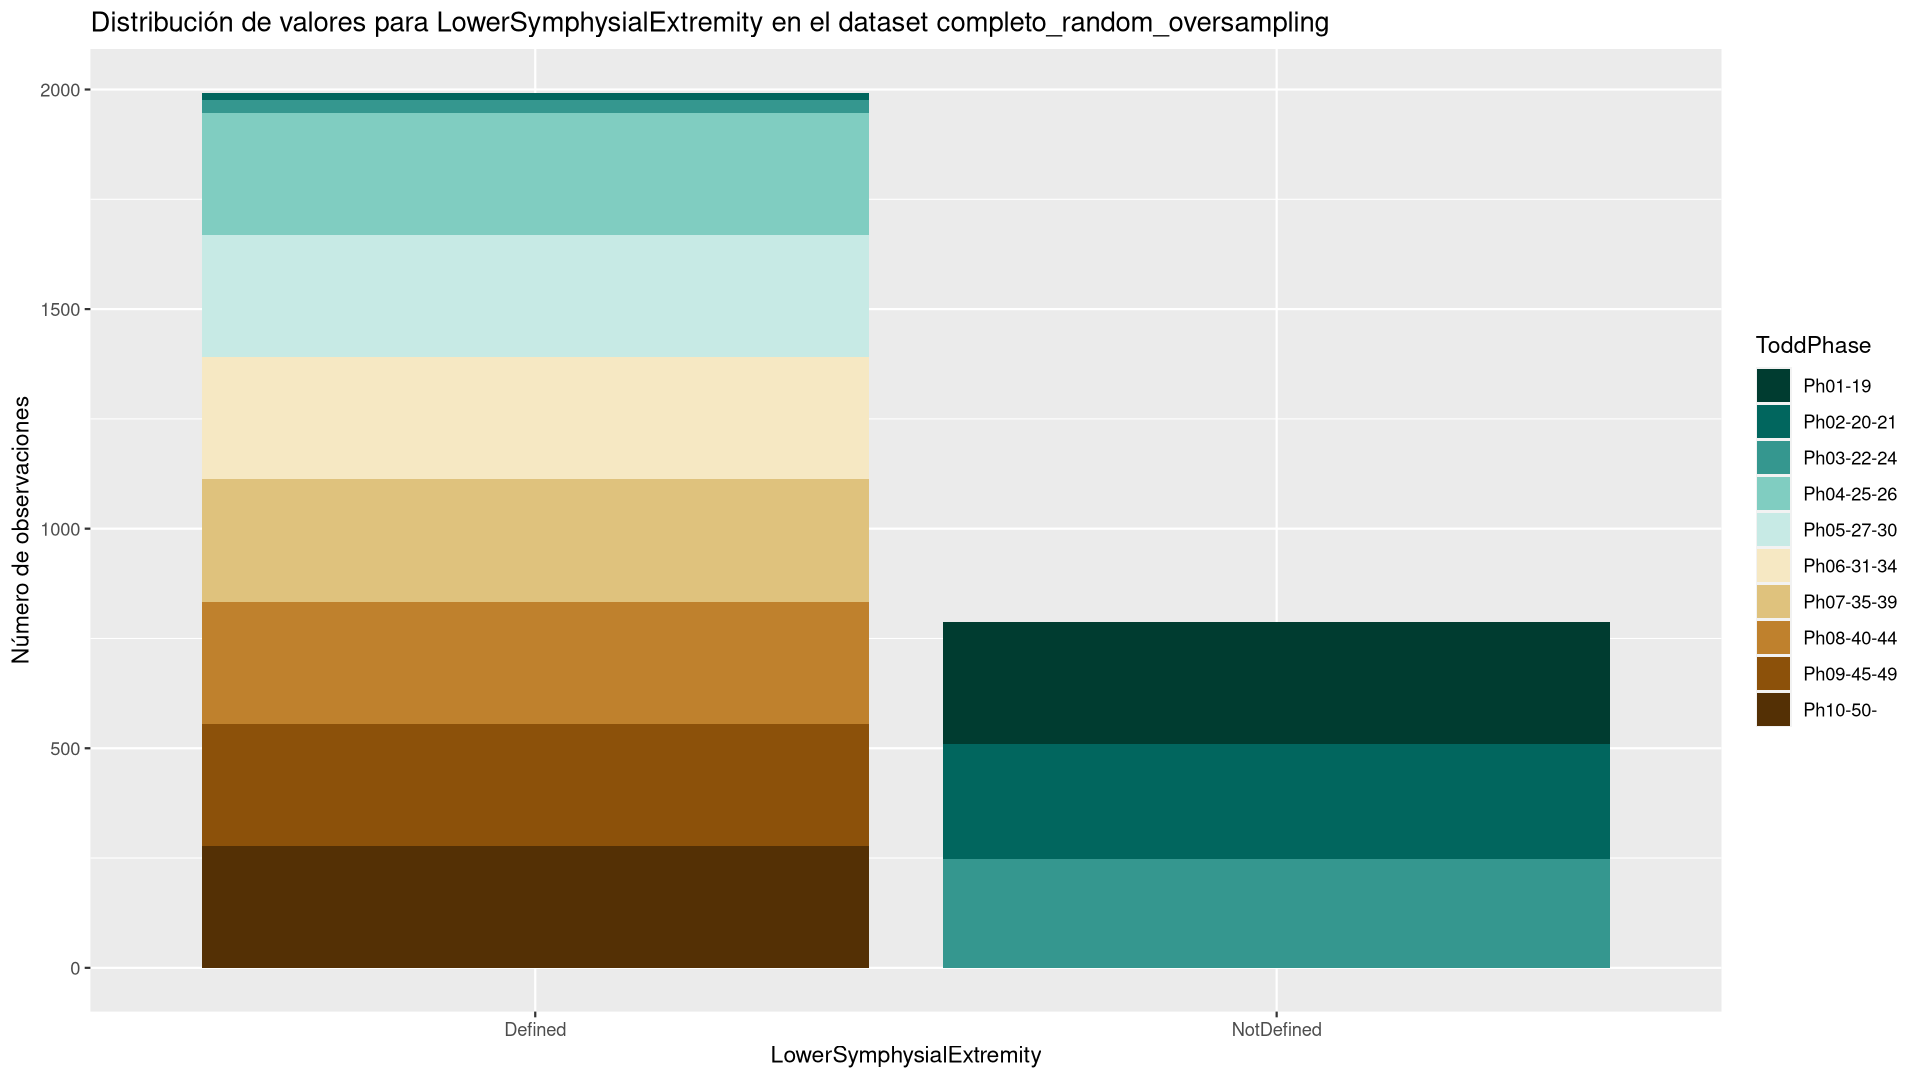 Distribución de valores para LowerSymphysialExtremity en el dataset completo_random_oversampling
Número de observaciones
2000
1500
1000
500
0
Defined
NotDefined
LowerSymphysialExtremity
ToddPhase
Ph01-19
Ph02-20-21
Ph03-22-24
Ph04-25-26
Ph05-27-30
Ph06-31-34
Ph07-35-39
Ph08-40-44
Ph09-45-49
Ph10-50-